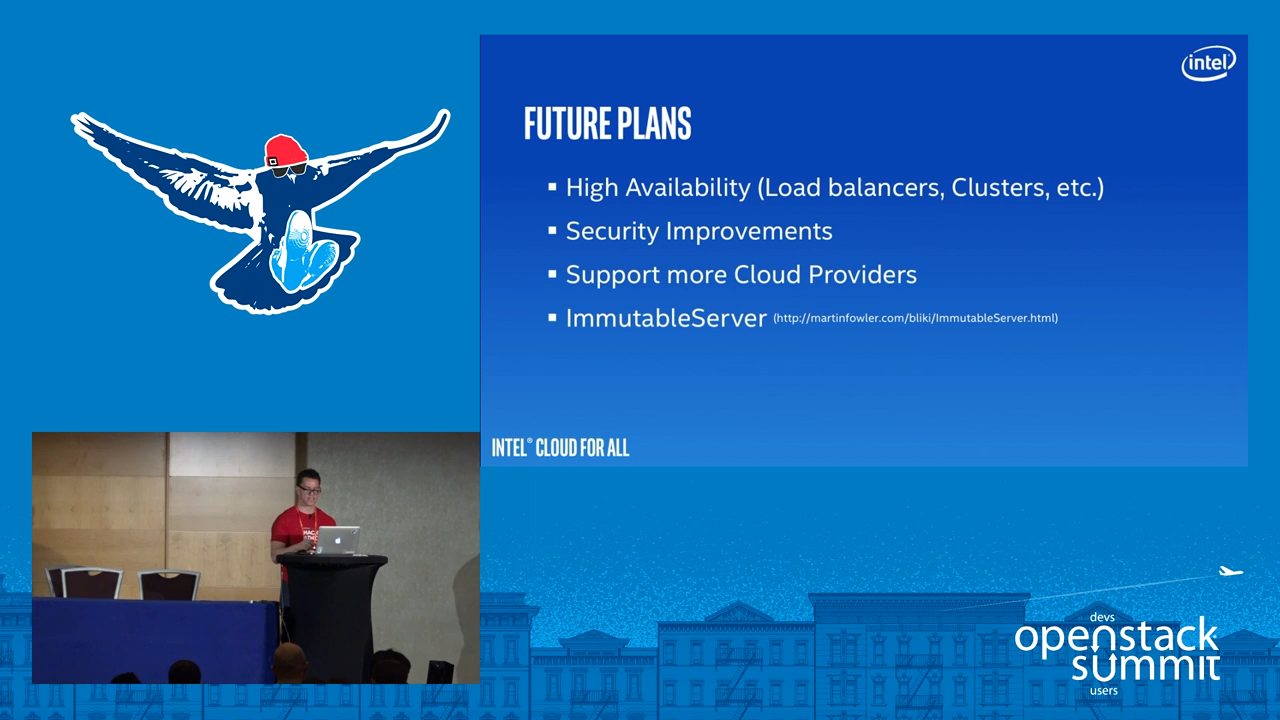 intel
FUTURE PLANS
▪ High Availability (Load balancers, Clusters, etc.)
▪ Security Improvements
▪ Support more Cloud Providers
▪ ImmutableServer (http://martinfowler.com/bliki/ImmutableServer.html)
INTEL® CLOUD FOR ALL
devs
openstack
summit
users